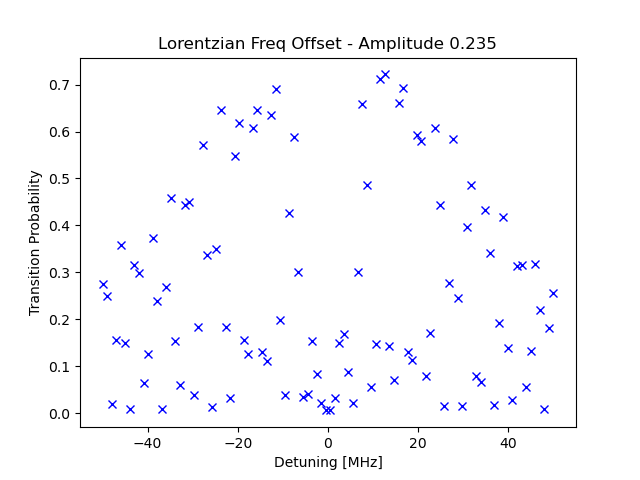 Lorentzian Freq Offset - Amplitude 0.235
0.7
0.6
0.5
0.4
0.3
0.2
0.1
0.0
Transition Probability
−40 −20 0 20 40
Detuning [MHz]